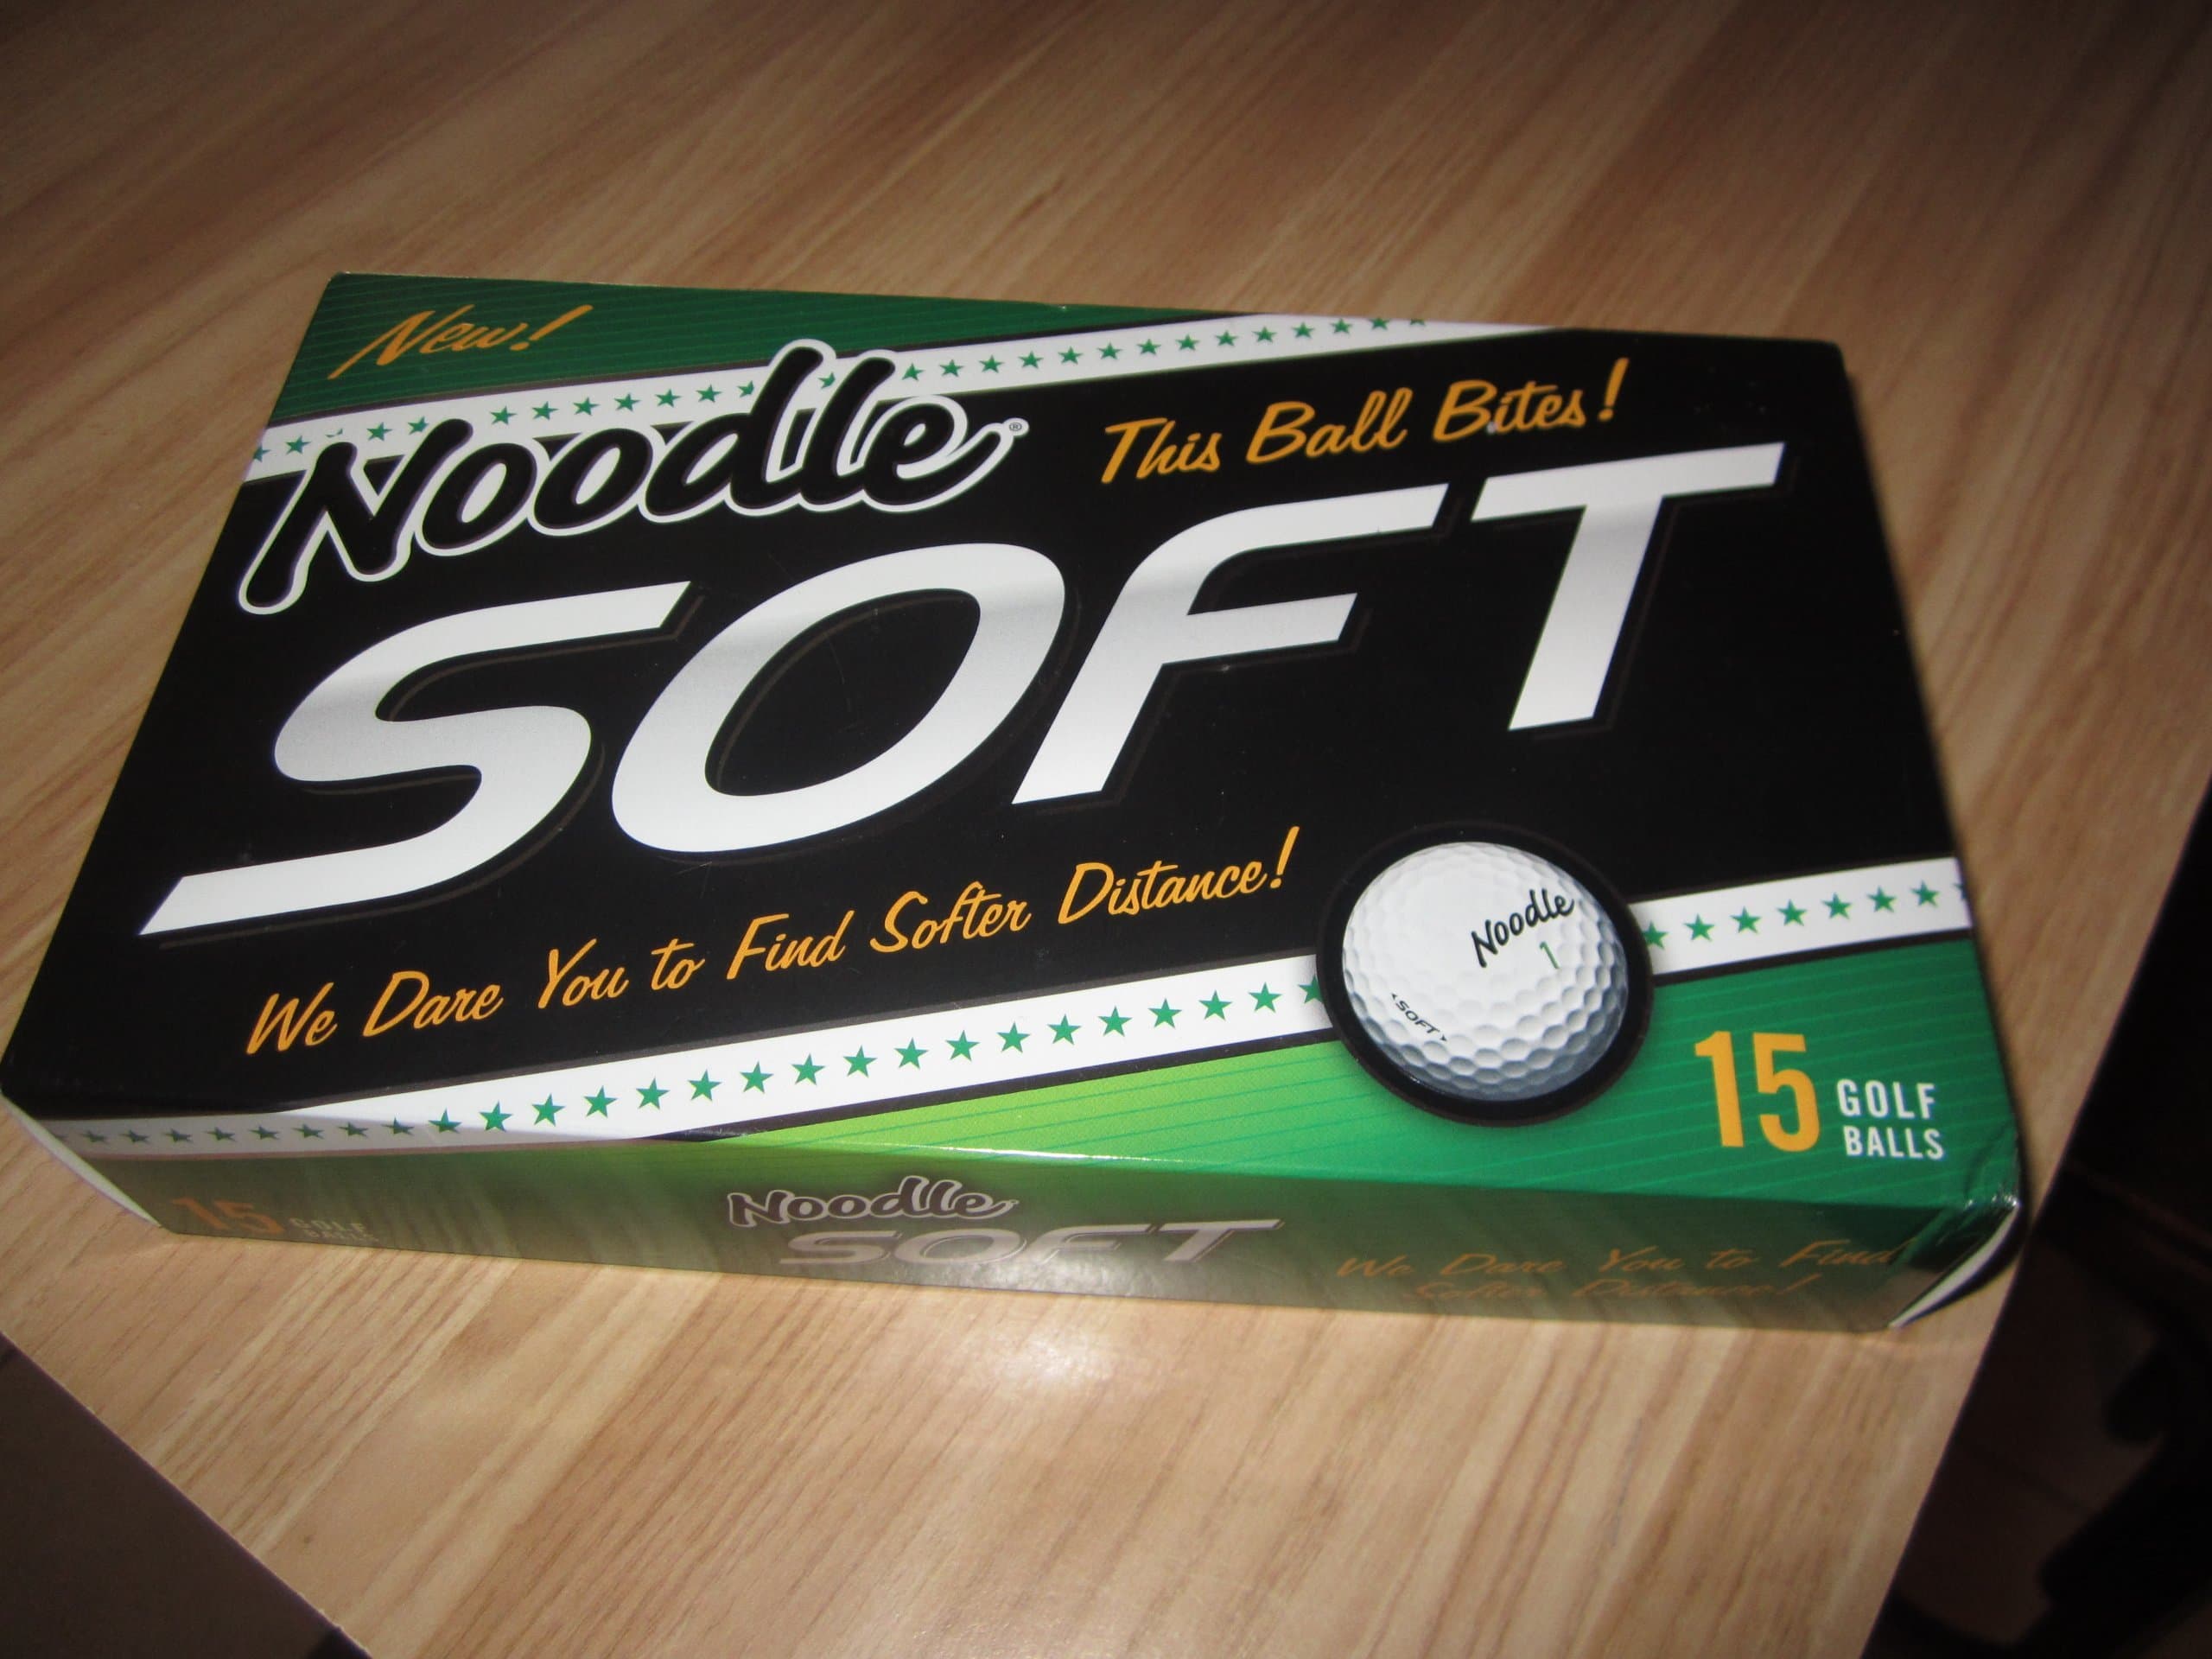 New!
Noodle®
This Ball Bites!
SOFT
We Dare You to Find Softer Distance!
Noodle
1
SOFT
15 GOLF
BALLS
15 GOLF
BALLS
Noodle
SOFT
We Dare You to Find
Softer Distance!